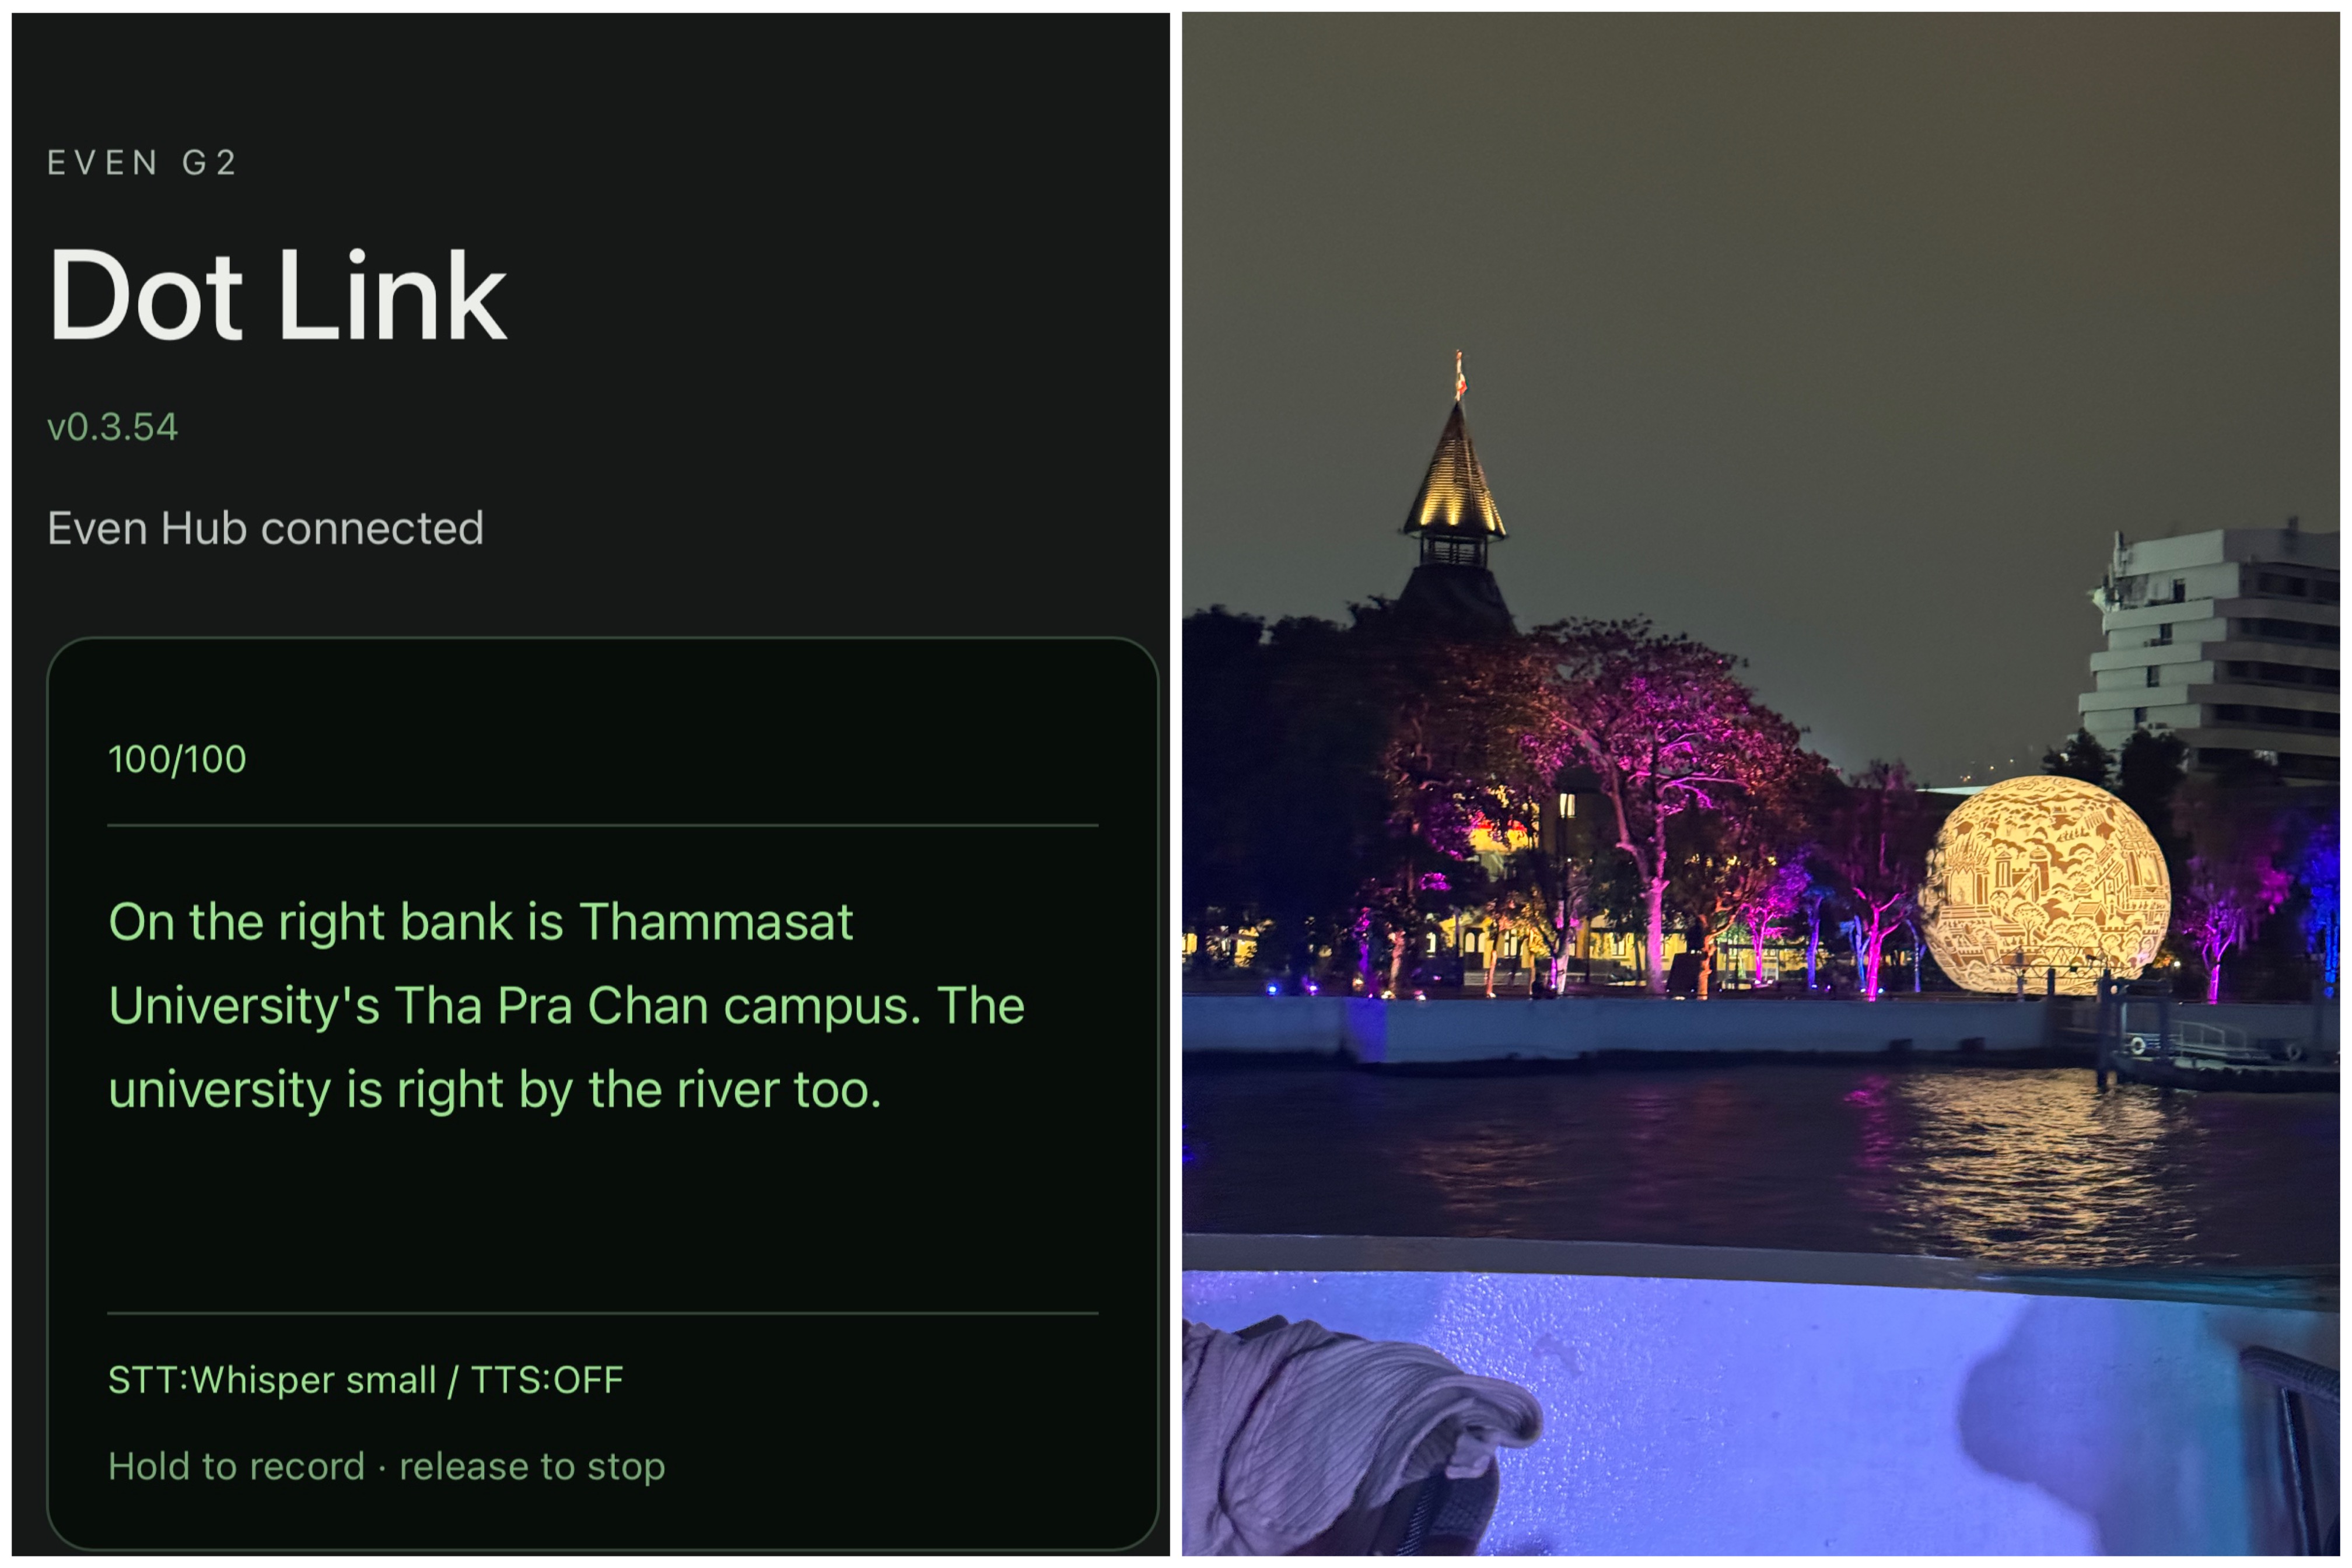 EVEN G2
Dot Link
v0.3.54
Even Hub connected
100/100
On the right bank is Thammasat
University's Tha Pra Chan campus. The
university is right by the river too.
STT:Whisper small / TTS:OFF
Hold to record · release to stop